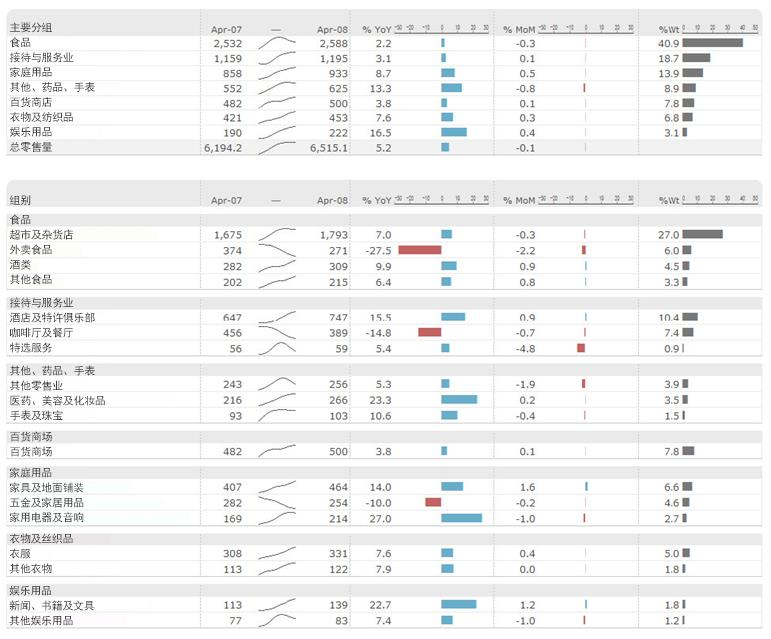 主要分组 Apr-07 — Apr-08 % YoY % MoM %Wt
食品 2,532 2,588 2.2 -0.3 40.9
接待与服务业 1,159 1,195 3.1 0.1 18.7
家庭用品 858 933 8.7 0.5 13.9
其他、药品、手表 552 625 13.3 -0.8 8.9
百货商店 482 500 3.8 0.1 7.8
衣物及纺织品 421 453 7.6 0.3 6.8
娱乐用品 190 222 16.5 0.4 3.1
总零售量 6,194.2 6,515.1 5.2 -0.1
组别 Apr-07 — Apr-08 % YoY % MoM %Wt
食品
超市及杂货店 1,675 1,793 7.0 -0.3 27.0
外卖食品 374 271 -27.5 -2.2 6.0
酒类 282 309 9.9 0.9 4.5
其他食品 202 215 6.4 0.8 3.3
接待与服务业
酒店及特许俱乐部 647 747 15.5 0.9 10.4
咖啡厅及餐厅 456 389 -14.8 -0.7 7.4
特选服务 56 59 5.4 -4.8 0.9
其他、药品、手表
其他零售业 243 256 5.3 -1.9 3.9
医药、美容及化妆品 216 266 23.3 0.2 3.5
手表及珠宝 93 103 10.6 -0.4 1.5
百货商场
百货商场 482 500 3.8 0.1 7.8
家庭用品
家具及地面铺装 407 464 14.0 1.6 6.6
五金及家居用品 282 254 -10.0 -0.2 4.6
家用电器及音响 169 214 27.0 -1.0 2.7
衣物及丝织品
衣服 308 331 7.6 0.4 5.0
其他衣物 113 122 7.9 0.0 1.8
娱乐用品
新闻、书籍及文具 113 139 22.7 1.2 1.8
其他娱乐用品 77 83 7.4 -1.0 1.2